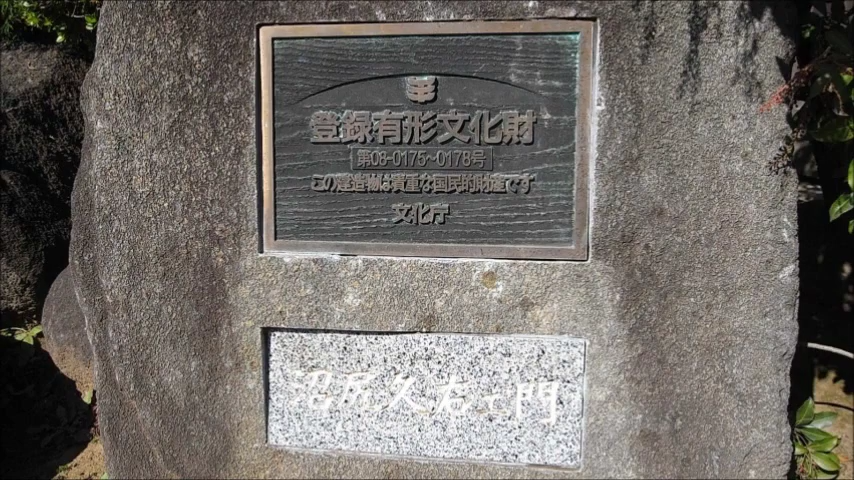 登録有形文化財
第08-0175~0178号
この建造物は貴重な国民的財産です
文化庁
沼尻久右エ門